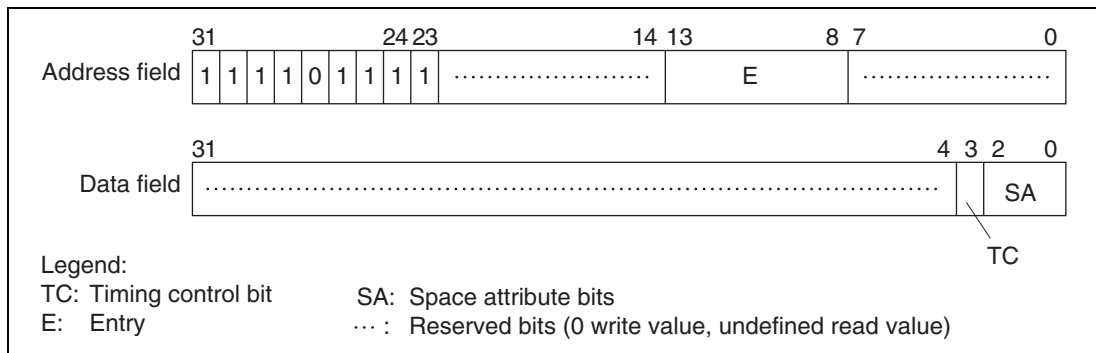 31 24 23 14 13 8 7 0
Address field 1 1 1 1 0 1 1 1 1 ⋯ E ⋯
31 4 3 2 0
Data field ⋯ SA
TC
Legend:
TC: Timing control bit SA: Space attribute bits
E: Entry ⋯ : Reserved bits (0 write value, undefined read value)